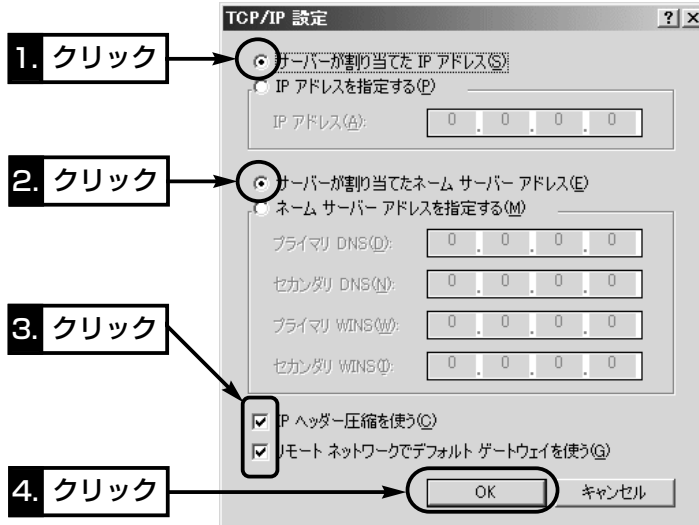 TCP/IP 設定
1. クリック
サーバーが割り当てた IP アドレス(S)
IP アドレスを指定する(P)
IP アドレス(A): 0 . 0 . 0 . 0
2. クリック
サーバーが割り当てたネーム サーバー アドレス(E)
ネーム サーバー アドレスを指定する(M)
プライマリ DNS(D): 0 . 0 . 0 . 0
セカンダリ DNS(N): 0 . 0 . 0 . 0
プライマリ WINS(W): 0 . 0 . 0 . 0
セカンダリ WINS(I): 0 . 0 . 0 . 0
3. クリック
IP ヘッダー圧縮を使う(C)
リモート ネットワークでデフォルト ゲートウェイを使う(G)
4. クリック
OK キャンセル